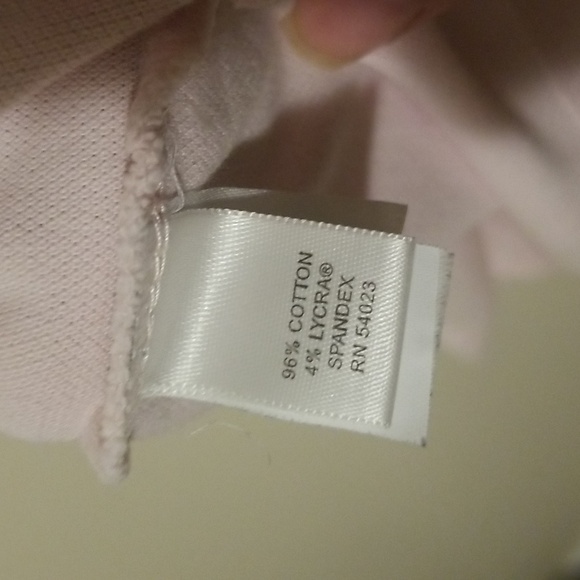 96% COTTON
4% LYCRA®
SPANDEX
RN 54023